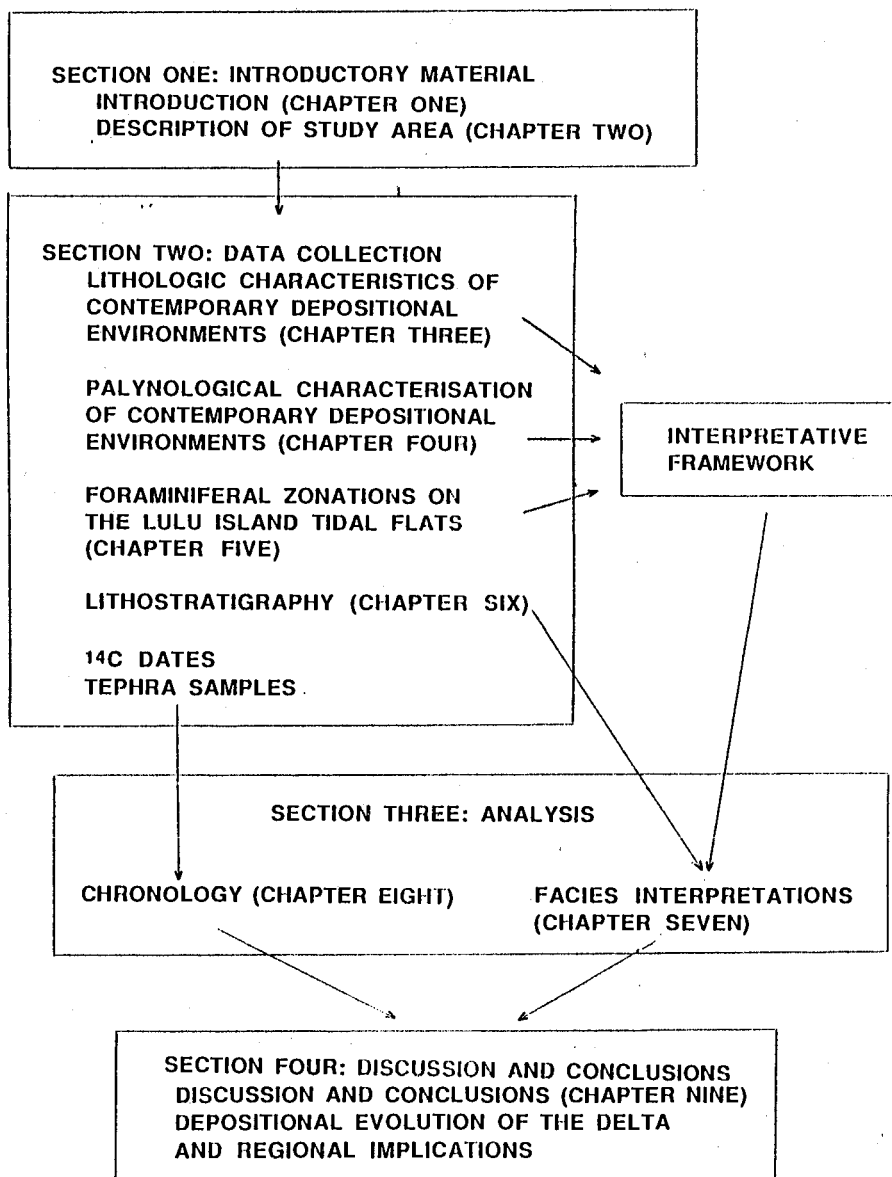 SECTION ONE: INTRODUCTORY MATERIAL
INTRODUCTION (CHAPTER ONE)
DESCRIPTION OF STUDY AREA (CHAPTER TWO)
SECTION TWO: DATA COLLECTION
LITHOLOGIC CHARACTERISTICS OF
CONTEMPORARY DEPOSITIONAL
ENVIRONMENTS (CHAPTER THREE)
PALYNOLOGICAL CHARACTERISATION
OF CONTEMPORARY DEPOSITIONAL
ENVIRONMENTS (CHAPTER FOUR)
FORAMINIFERAL ZONATIONS ON
THE LULU ISLAND TIDAL FLATS
(CHAPTER FIVE)
LITHOSTRATIGRAPHY (CHAPTER SIX)
14C DATES
TEPHRA SAMPLES
INTERPRETATIVE
FRAMEWORK
SECTION THREE: ANALYSIS
CHRONOLOGY (CHAPTER EIGHT)
FACIES INTERPRETATIONS
(CHAPTER SEVEN)
SECTION FOUR: DISCUSSION AND CONCLUSIONS
DISCUSSION AND CONCLUSIONS (CHAPTER NINE)
DEPOSITIONAL EVOLUTION OF THE DELTA
AND REGIONAL IMPLICATIONS